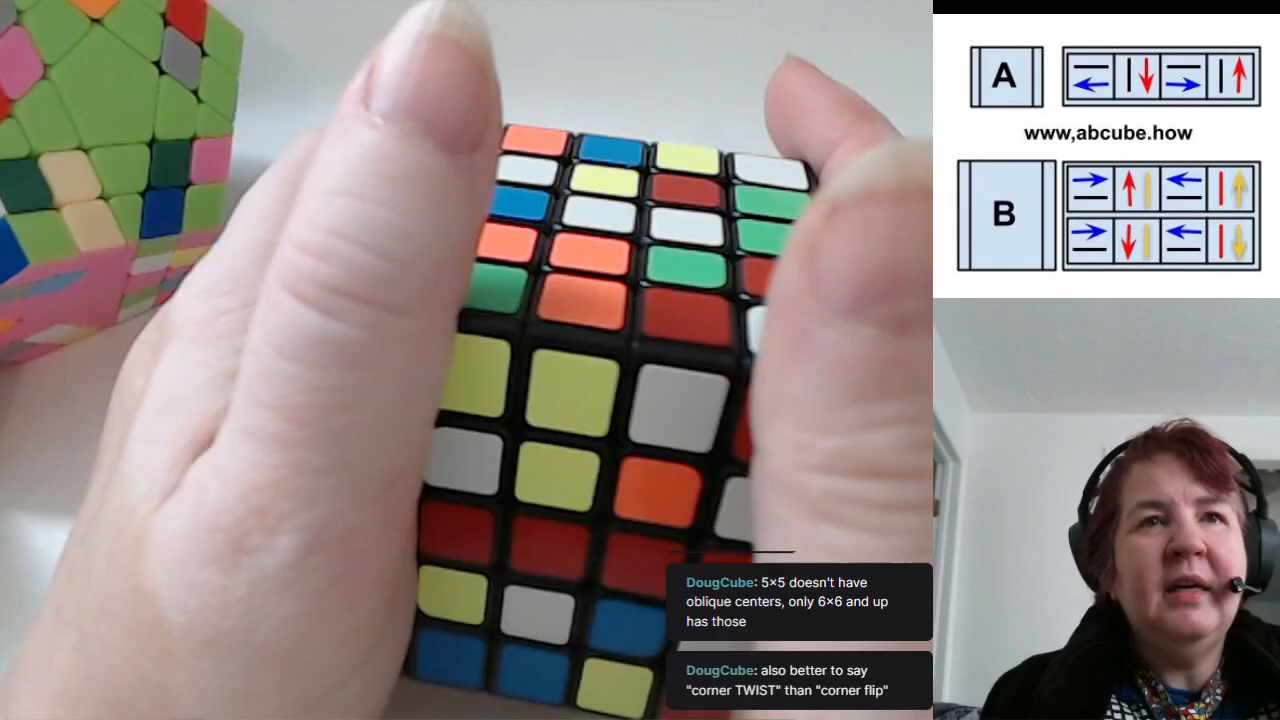 A
www,abcube.how
B
DougCube: 5×5 doesn't have
oblique centers, only 6×6 and up
has those
DougCube: also better to say
"corner TWIST" than "corner flip"